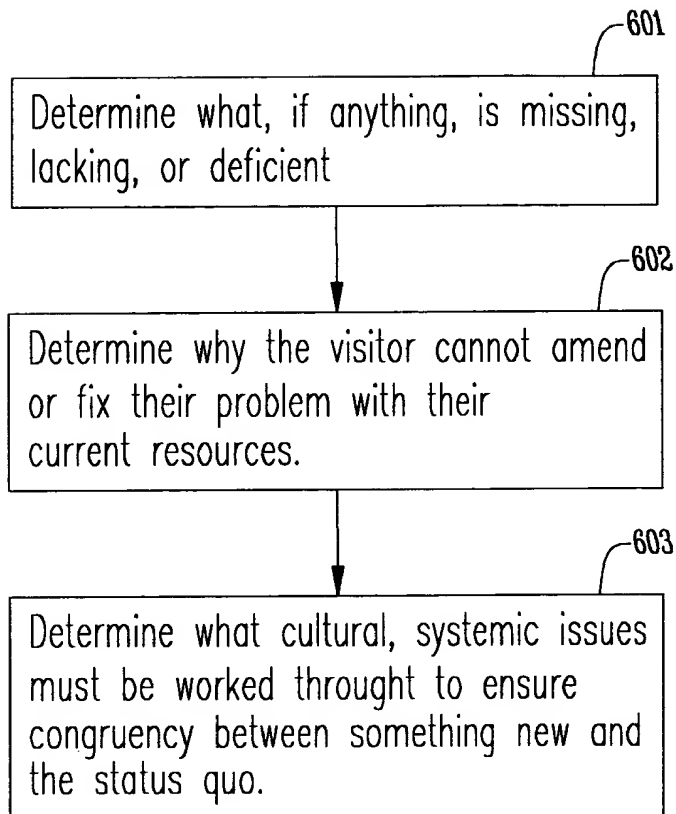 601
Determine what, if anything, is missing,
lacking, or deficient
602
Determine why the visitor cannot amend
or fix their problem with their
current resources.
603
Determine what cultural, systemic issues
must be worked throught to ensure
congruency between something new and
the status quo.